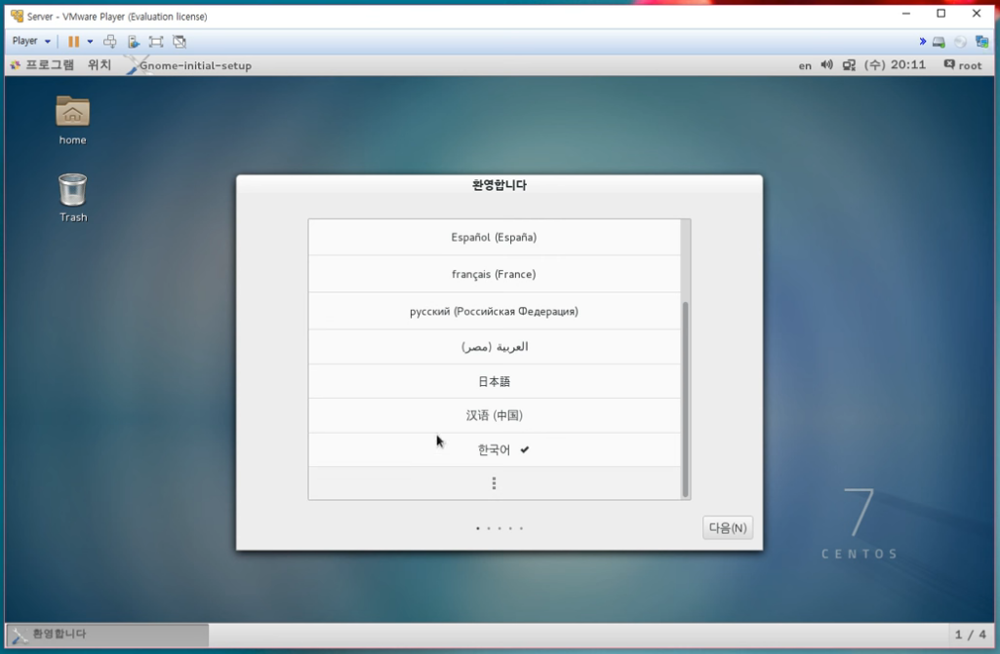 Server - VMware Player (Evaluation license)
Player
프로그램 위치 Gnome-initial-setup en (수) 20:11 root
home
Trash
환영합니다
Español (España)
français (France)
русский (Российская Федерация)
العربية (مصر)
日本語
汉语 (中国)
한국어
다음(N)
7
CENTOS
환영합니다 1 / 4